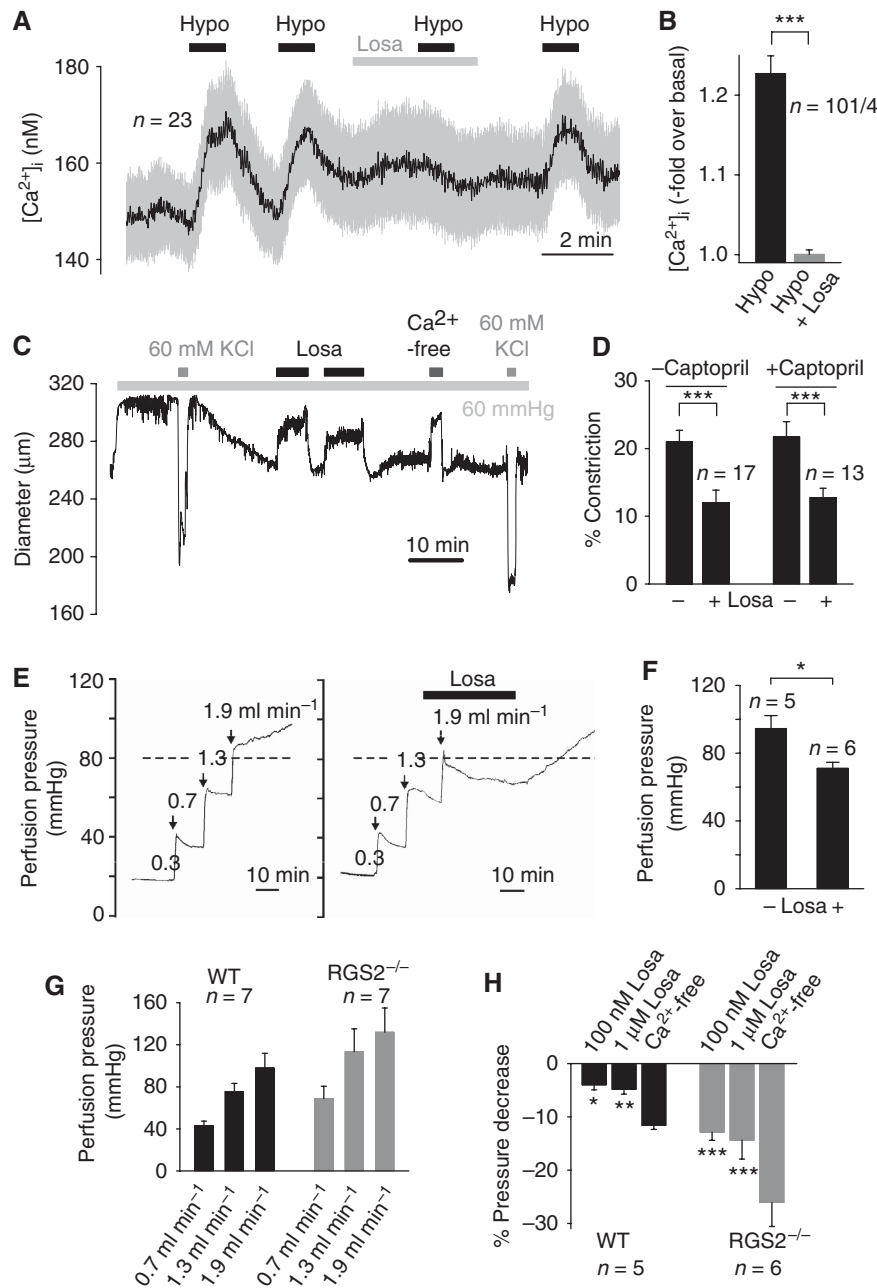 A
Hypo Hypo Hypo Hypo
Losa
180
160
140
[Ca2+]i (nM)
n = 23
2 min
B
***
n = 101/4
1.2
1.1
1.0
[Ca2+]i (-fold over basal)
Hypo
Hypo
+ Losa
C
60 mM KCl
Losa
Ca2+
-free
60 mM
KCl
60 mmHg
320
280
240
200
160
Diameter (μm)
10 min
D
–Captopril +Captopril
*** ***
n = 17 n = 13
30
20
10
0
% Constriction
– + Losa – +
E
Losa
120
80
40
0
Perfusion pressure
(mmHg)
1.9 ml min–1
1.3
0.7
0.3
10 min
1.9 ml min–1
1.3
0.7
0.3
10 min
F
*
n = 5
n = 6
120
80
40
0
Perfusion pressure
(mmHg)
– Losa +
G
WT
n = 7
RGS2–/–
n = 7
160
120
80
40
0
Perfusion pressure
(mmHg)
0.7 ml min–1
1.3 ml min–1
1.9 ml min–1
0.7 ml min–1
1.3 ml min–1
1.9 ml min–1
H
100 nM Losa
1 μM Losa
Ca2+-free
100 nM Losa
1 μM Losa
Ca2+-free
0
–10
–20
–30
% Pressure decrease
* **
*** ***
WT
n = 5
RGS2–/–
n = 6